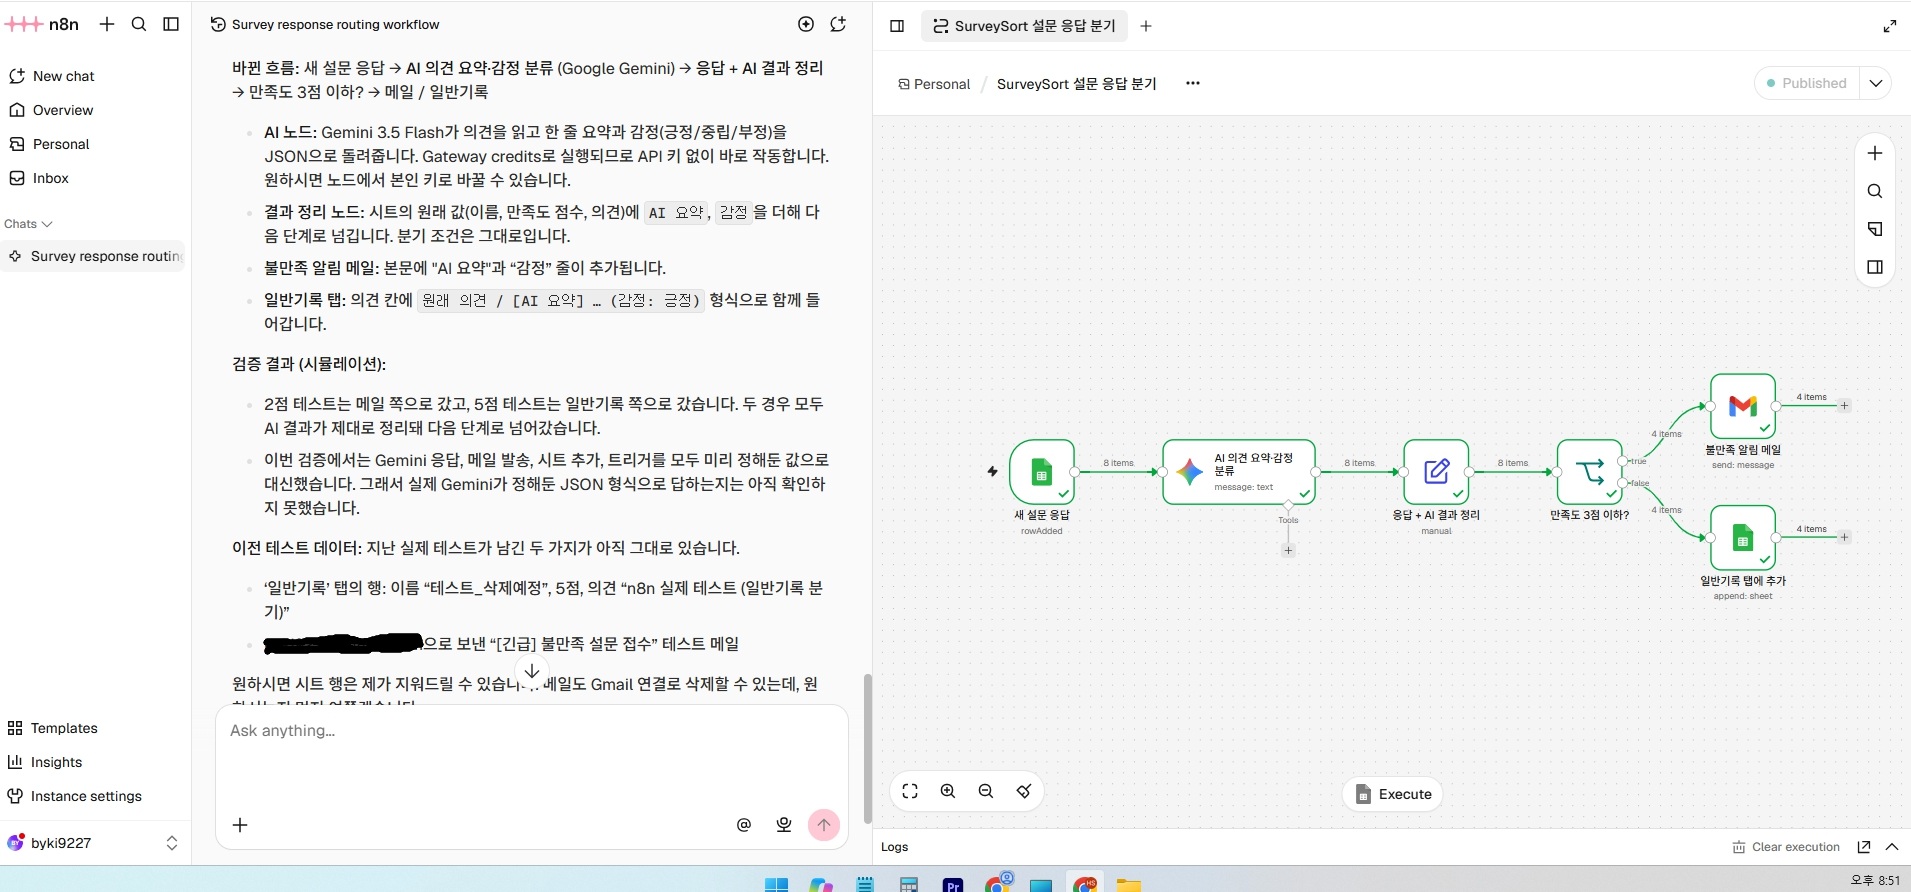 n8n
New chat
Overview
Personal
Inbox
Chats
Survey response routin
Templates
Insights
Instance settings
BY
byki9227
Survey response routing workflow
바뀐 흐름: 새 설문 응답 → AI 의견 요약·감정 분류 (Google Gemini) → 응답 + AI 결과 정리
→ 만족도 3점 이하? → 메일 / 일반기록
AI 노드: Gemini 3.5 Flash가 의견을 읽고 한 줄 요약과 감정(긍정/중립/부정)을
JSON으로 돌려줍니다. Gateway credits로 실행되므로 API 키 없이 바로 작동합니다.
원하시면 노드에서 본인 키로 바꿀 수 있습니다.
결과 정리 노드: 시트의 원래 값(이름, 만족도 점수, 의견)에 AI 요약, 감정을 더해 다
음 단계로 넘깁니다. 분기 조건은 그대로입니다.
불만족 알림 메일: 본문에 "AI 요약"과 “감정” 줄이 추가됩니다.
일반기록 탭: 의견 칸에 원래 의견 / [AI 요약] … (감정: 긍정) 형식으로 함께 들
어갑니다.
검증 결과 (시뮬레이션):
2점 테스트는 메일 쪽으로 갔고, 5점 테스트는 일반기록 쪽으로 갔습니다. 두 경우 모두
AI 결과가 제대로 정리돼 다음 단계로 넘어갔습니다.
이번 검증에서는 Gemini 응답, 메일 발송, 시트 추가, 트리거를 모두 미리 정해둔 값으로
대신했습니다. 그래서 실제 Gemini가 정해둔 JSON 형식으로 답하는지는 아직 확인하
지 못했습니다.
이전 테스트 데이터: 지난 실제 테스트가 남긴 두 가지가 아직 그대로 있습니다.
‘일반기록’ 탭의 행: 이름 “테스트_삭제예정”, 5점, 의견 “n8n 실제 테스트 (일반기록 분
기)”
으로 보낸 “[긴급] 불만족 설문 접수” 테스트 메일
원하시면 시트 행은 제가 지워드릴 수 있습니 메일도 Gmail 연결로 삭제할 수 있는데, 원
Ask anything...
@
SurveySort 설문 응답 분기
Personal / SurveySort 설문 응답 분기
Published
8 items
8 items
8 items
4 items
4 items
4 items
4 items
true
false
새 설문 응답
rowAdded
AI 의견 요약·감정
분류
message: text
Tools
응답 + AI 결과 정리
manual
만족도 3점 이하?
불만족 알림 메일
send: message
일반기록 탭에 추가
append: sheet
Execute
Logs
Clear execution
Pr
HS
오후 8:51